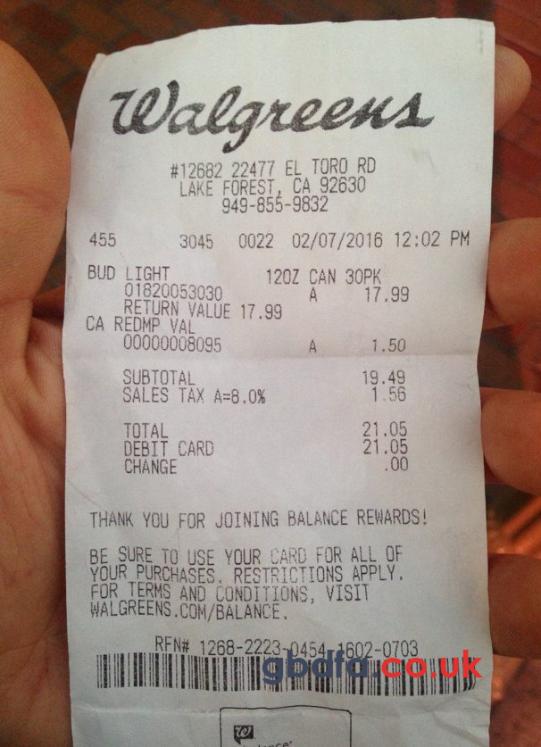 Walgreens
#12682 22477 EL TORO RD
LAKE FOREST, CA 92630
949-855-9832
455 3045 0022 02/07/2016 12:02 PM
BUD LIGHT 12OZ CAN 30PK
01820053030 A 17.99
RETURN VALUE 17.99
CA REDMP VAL
00000008095 A 1.50
SUBTOTAL 19.49
SALES TAX A=8.0% 1.56
TOTAL 21.05
DEBIT CARD 21.05
CHANGE .00
THANK YOU FOR JOINING BALANCE REWARDS!
BE SURE TO USE YOUR CARD FOR ALL OF
YOUR PURCHASES. RESTRICTIONS APPLY.
FOR TERMS AND CONDITIONS, VISIT
WALGREENS.COM/BALANCE.
RFN# 1268-2223-0454-1602-0703
gbdfd.co.uk
W